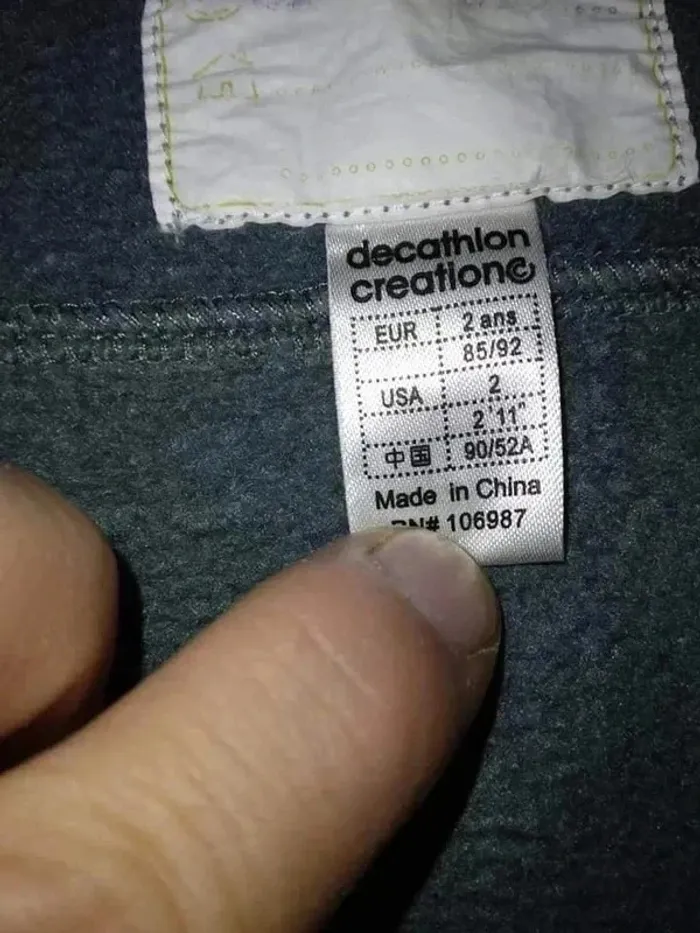 decathlon
creation
EUR 2 ans
85/92
USA 2
2'11"
中国 90/52A
Made in China
RN# 106987